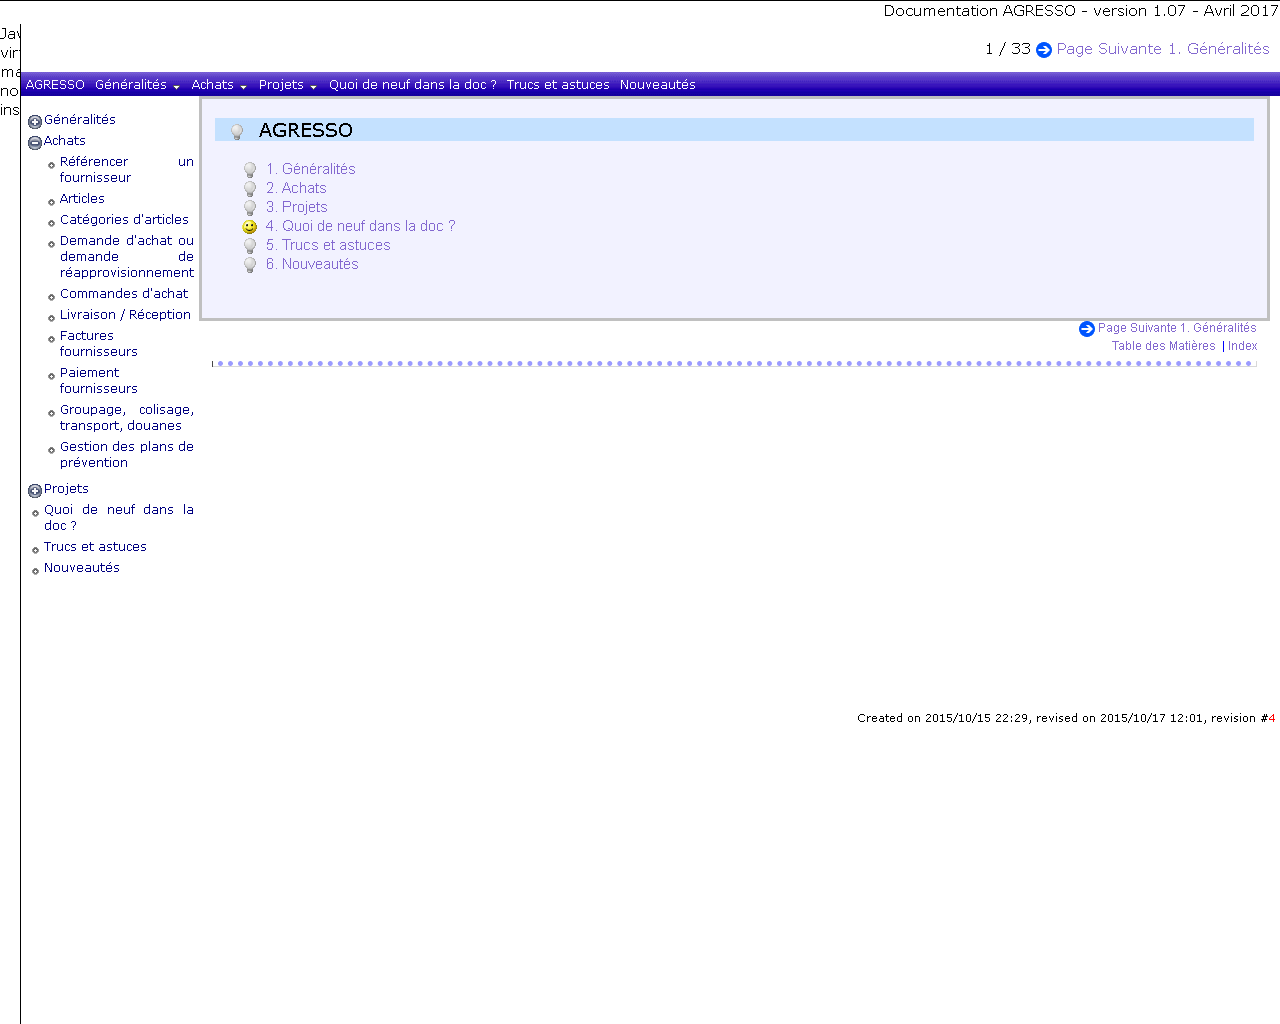 Documentation AGRESSO - version 1.07 - Avril 2017
1 / 33 Page Suivante 1. Généralités
AGRESSO Généralités Achats Projets Quoi de neuf dans la doc ? Trucs et astuces Nouveautés
Généralités
Achats
Référencer un
fournisseur
Articles
Catégories d'articles
Demande d'achat ou
demande de
réapprovisionnement
Commandes d'achat
Livraison / Réception
Factures
fournisseurs
Paiement
fournisseurs
Groupage, colisage,
transport, douanes
Gestion des plans de
prévention
Projets
Quoi de neuf dans la
doc ?
Trucs et astuces
Nouveautés
AGRESSO
1. Généralités
2. Achats
3. Projets
4. Quoi de neuf dans la doc ?
5. Trucs et astuces
6. Nouveautés
Page Suivante 1. Généralités
Table des Matières | Index
Created on 2015/10/15 22:29, revised on 2015/10/17 12:01, revision #4